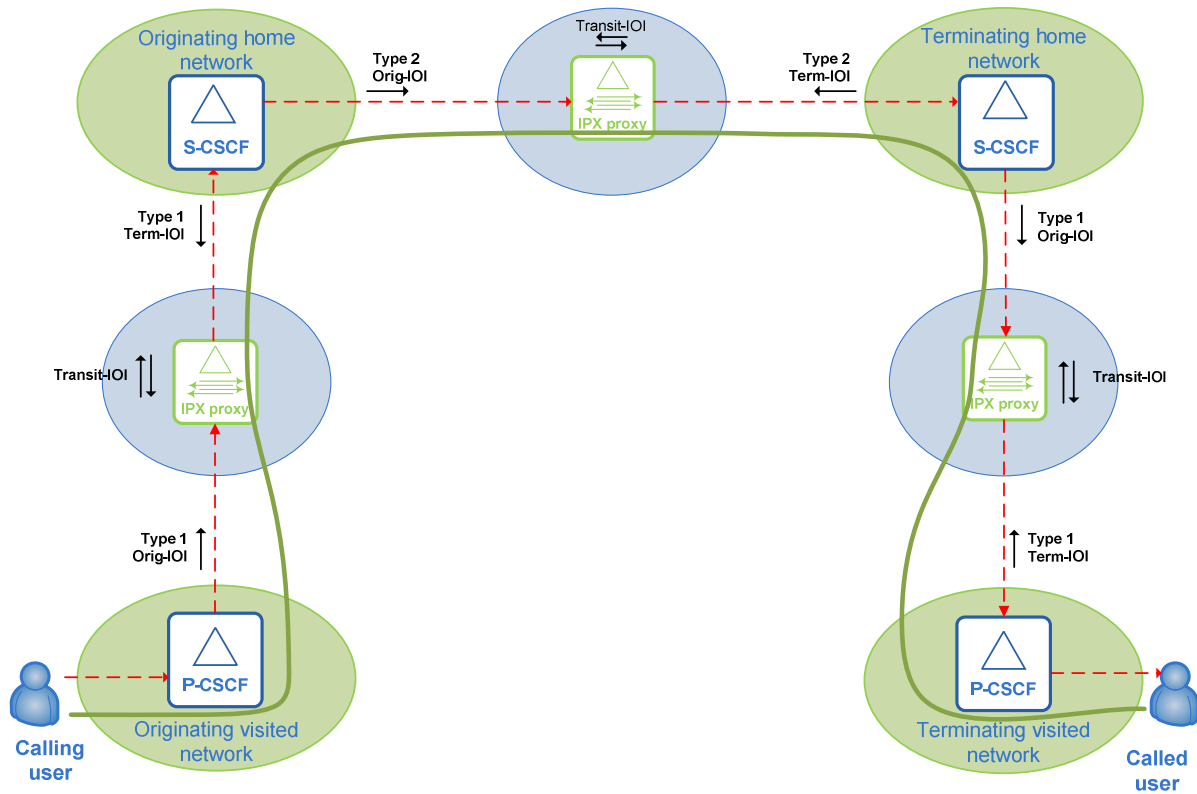 Originating home
network
S-CSCF
Type 2
Orig-IOI
Transit-IOI
IPX proxy
Type 2
Term-IOI
Terminating home
network
S-CSCF
Type 1
Term-IOI
Type 1
Orig-IOI
Transit-IOI
IPX proxy
IPX proxy
Transit-IOI
Type 1
Orig-IOI
Type 1
Term-IOI
P-CSCF
Originating visited
network
Calling
user
P-CSCF
Terminating visited
network
Called
user